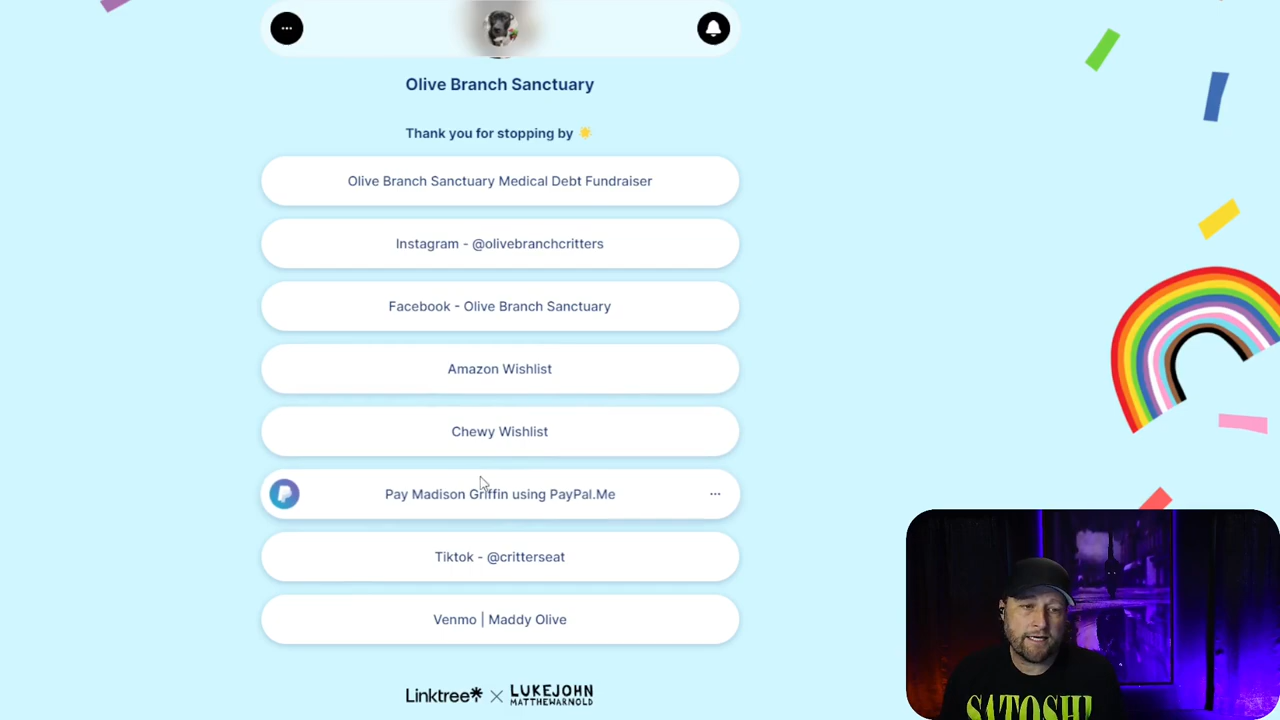 Olive Branch Sanctuary
Thank you for stopping by
Olive Branch Sanctuary Medical Debt Fundraiser
Instagram - @olivebranchcritters
Facebook - Olive Branch Sanctuary
Amazon Wishlist
Chewy Wishlist
Pay Madison Griffin using PayPal.Me
Tiktok - @critterseat
Venmo | Maddy Olive
Linktree* × LUKEJOHN
MATTHEWARNOLD
SATOSHI